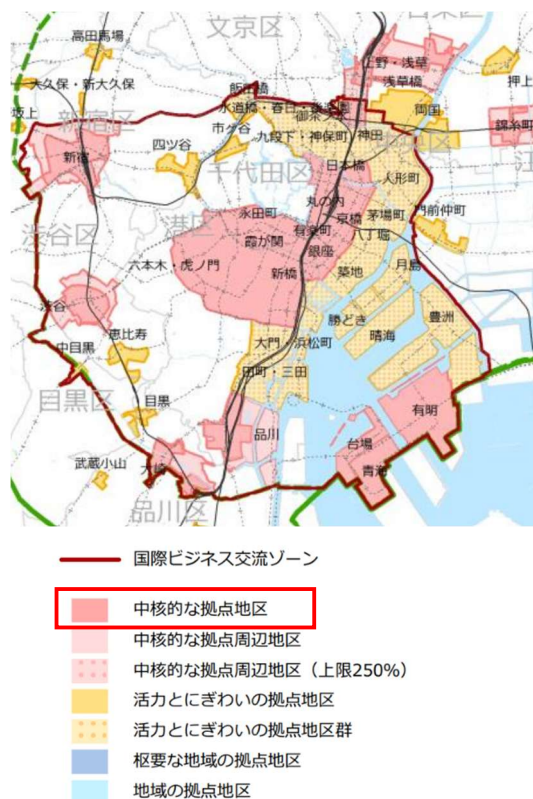 文京区
高田馬場
上野・浅草
大久保・新大久保
飯田橋
浅草橋
押上
水道橋・春日・後楽園
御茶ノ水
両国
坂上
新宿区
市ケ谷
錦糸町
九段下・神保町
神田
四ツ谷
新宿
日本橋
千代田区
人形町
丸の内
永田町
京橋
茅場町
門前仲町
港区
有楽町
八丁堀
渋谷区
霞が関
銀座
六本木・虎ノ門
新橋
築地
月島
渋谷
勝どき
豊洲
晴海
恵比寿
大門・浜松町
中目黒
田町・三田
目黒区
目黒
有明
品川
台場
武蔵小山
大崎
青海
品川区
国際ビジネス交流ゾーン
中核的な拠点地区
中核的な拠点周辺地区
中核的な拠点周辺地区（上限250%）
活力とにぎわいの拠点地区
活力とにぎわいの拠点地区群
枢要な地域の拠点地区
地域の拠点地区